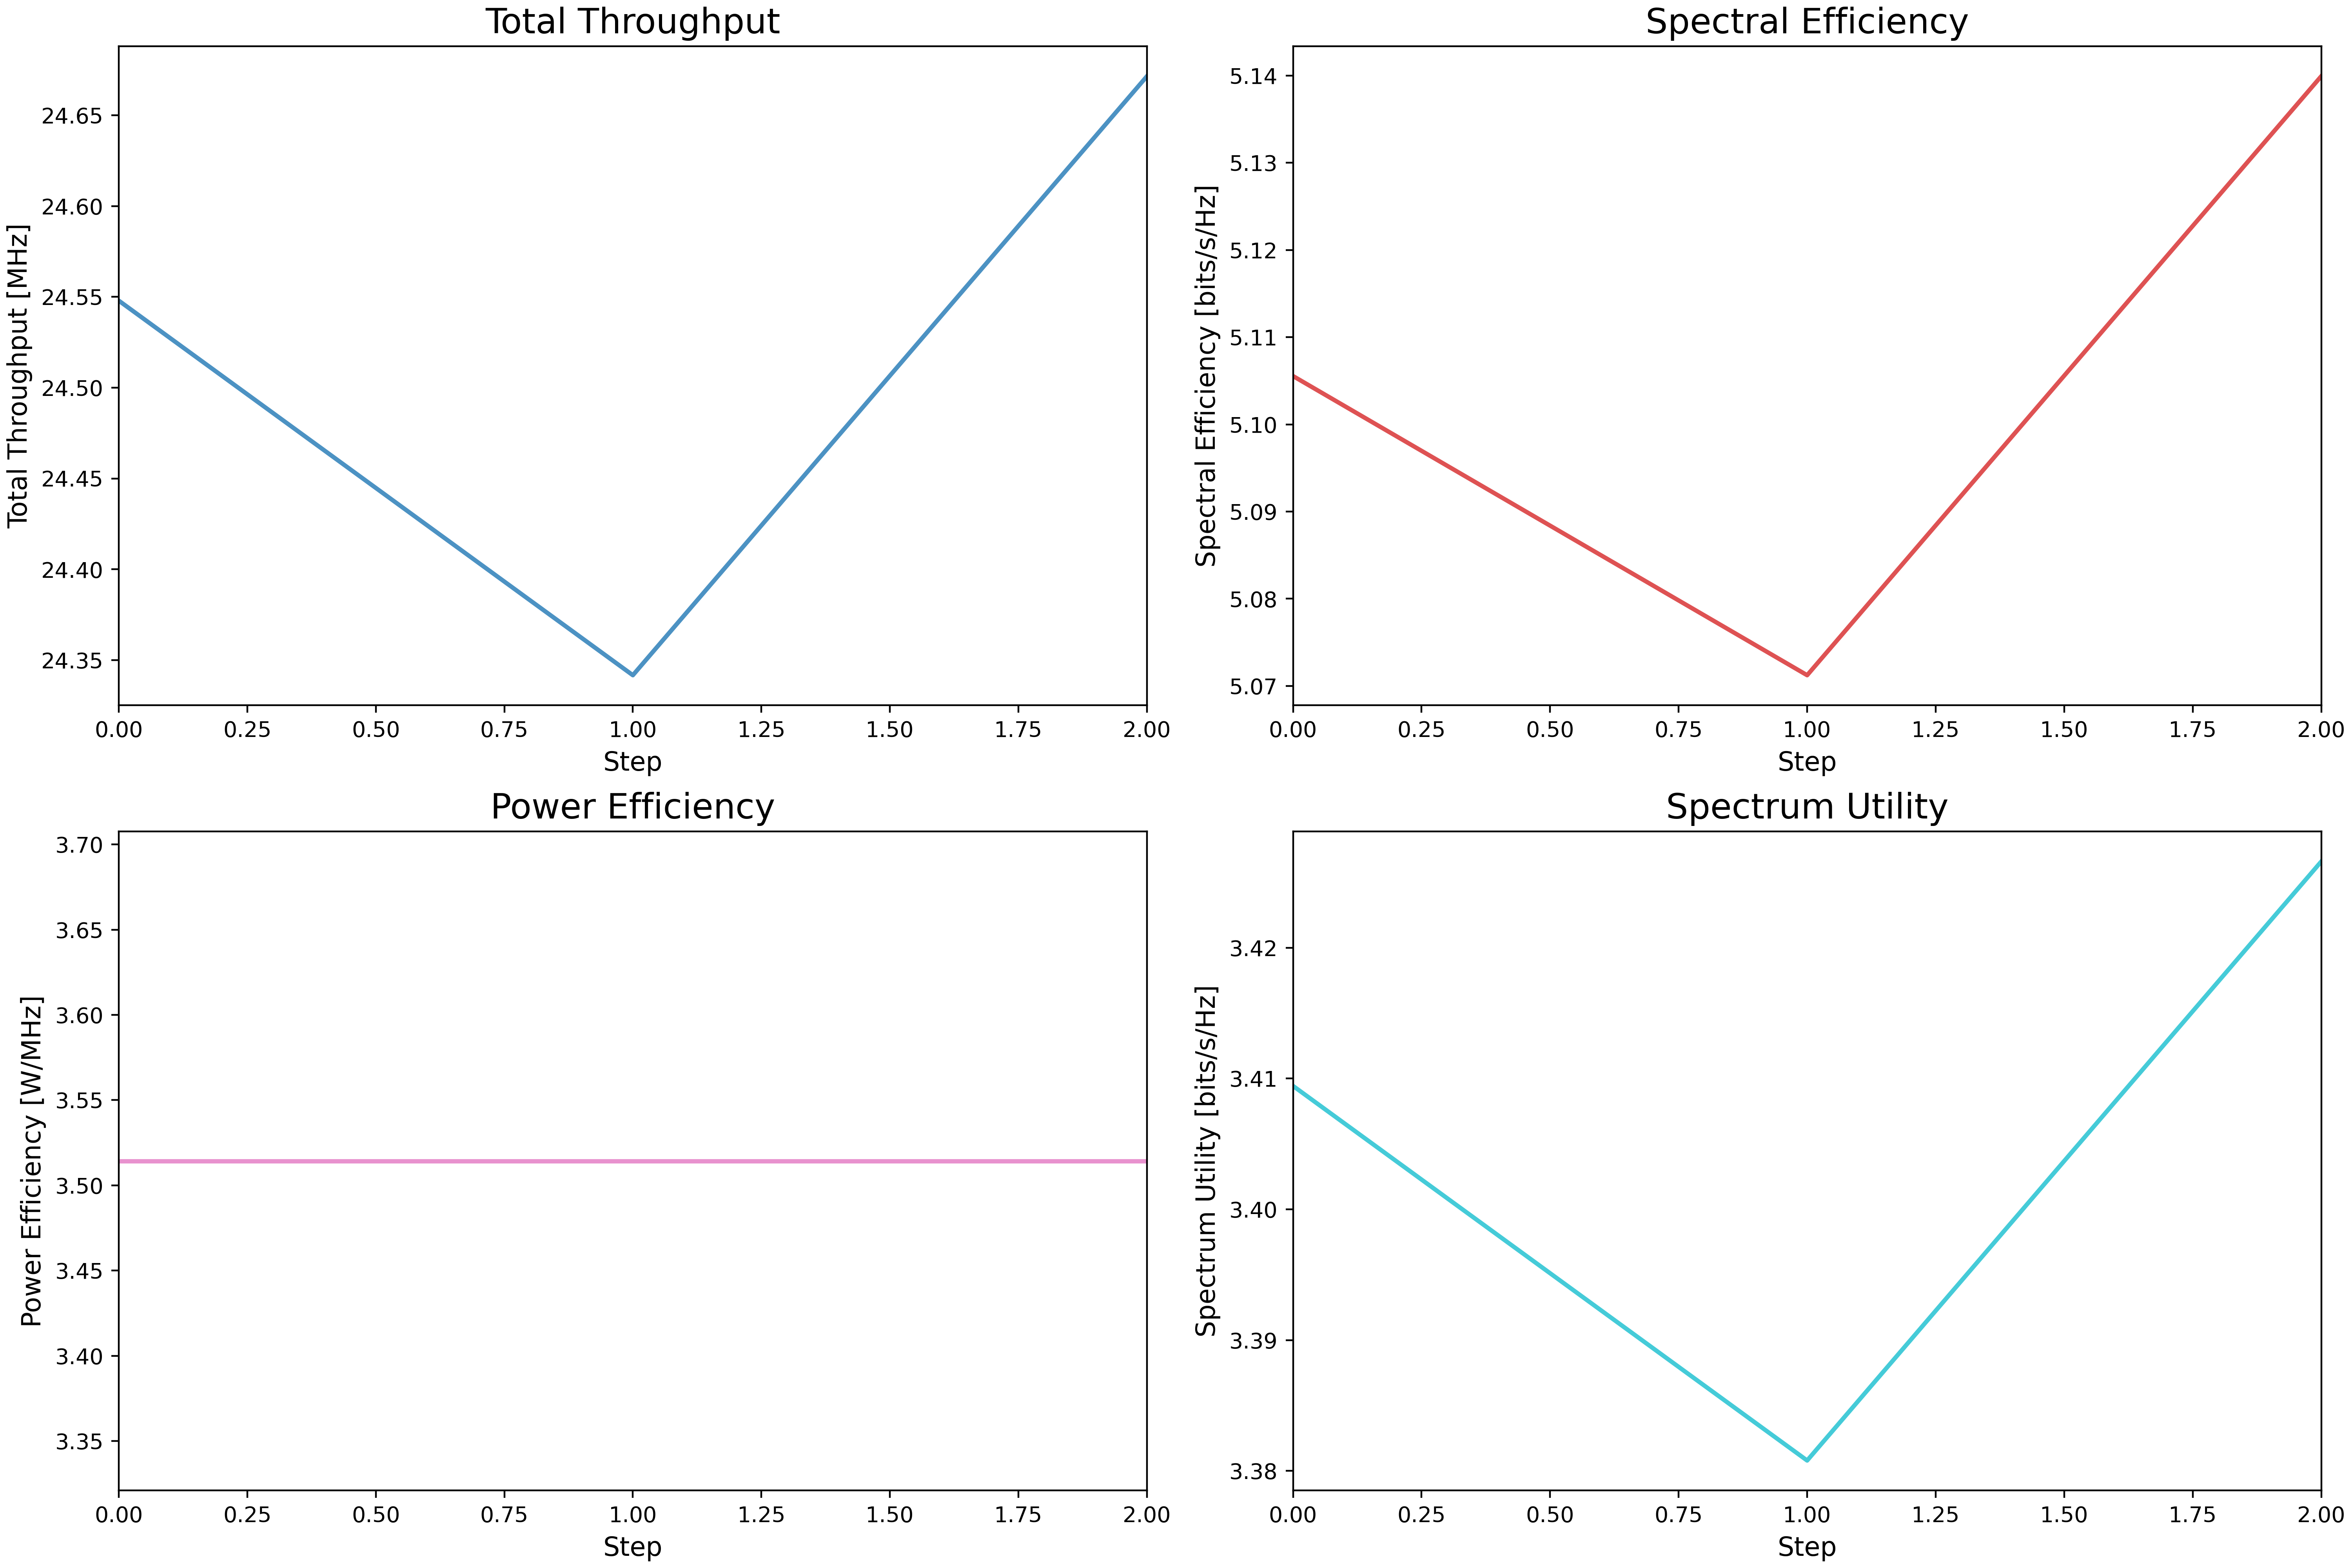 Total Throughput
Total Throughput [MHz]
24.65
24.60
24.55
24.50
24.45
24.40
24.35
0.00 0.25 0.50 0.75 1.00 1.25 1.50 1.75 2.00
Step
Spectral Efficiency
Spectral Efficiency [bits/s/Hz]
5.14
5.13
5.12
5.11
5.10
5.09
5.08
5.07
0.00 0.25 0.50 0.75 1.00 1.25 1.50 1.75 2.00
Step
Power Efficiency
Power Efficiency [W/MHz]
3.70
3.65
3.60
3.55
3.50
3.45
3.40
3.35
0.00 0.25 0.50 0.75 1.00 1.25 1.50 1.75 2.00
Step
Spectrum Utility
Spectrum Utility [bits/s/Hz]
3.42
3.41
3.40
3.39
3.38
0.00 0.25 0.50 0.75 1.00 1.25 1.50 1.75 2.00
Step